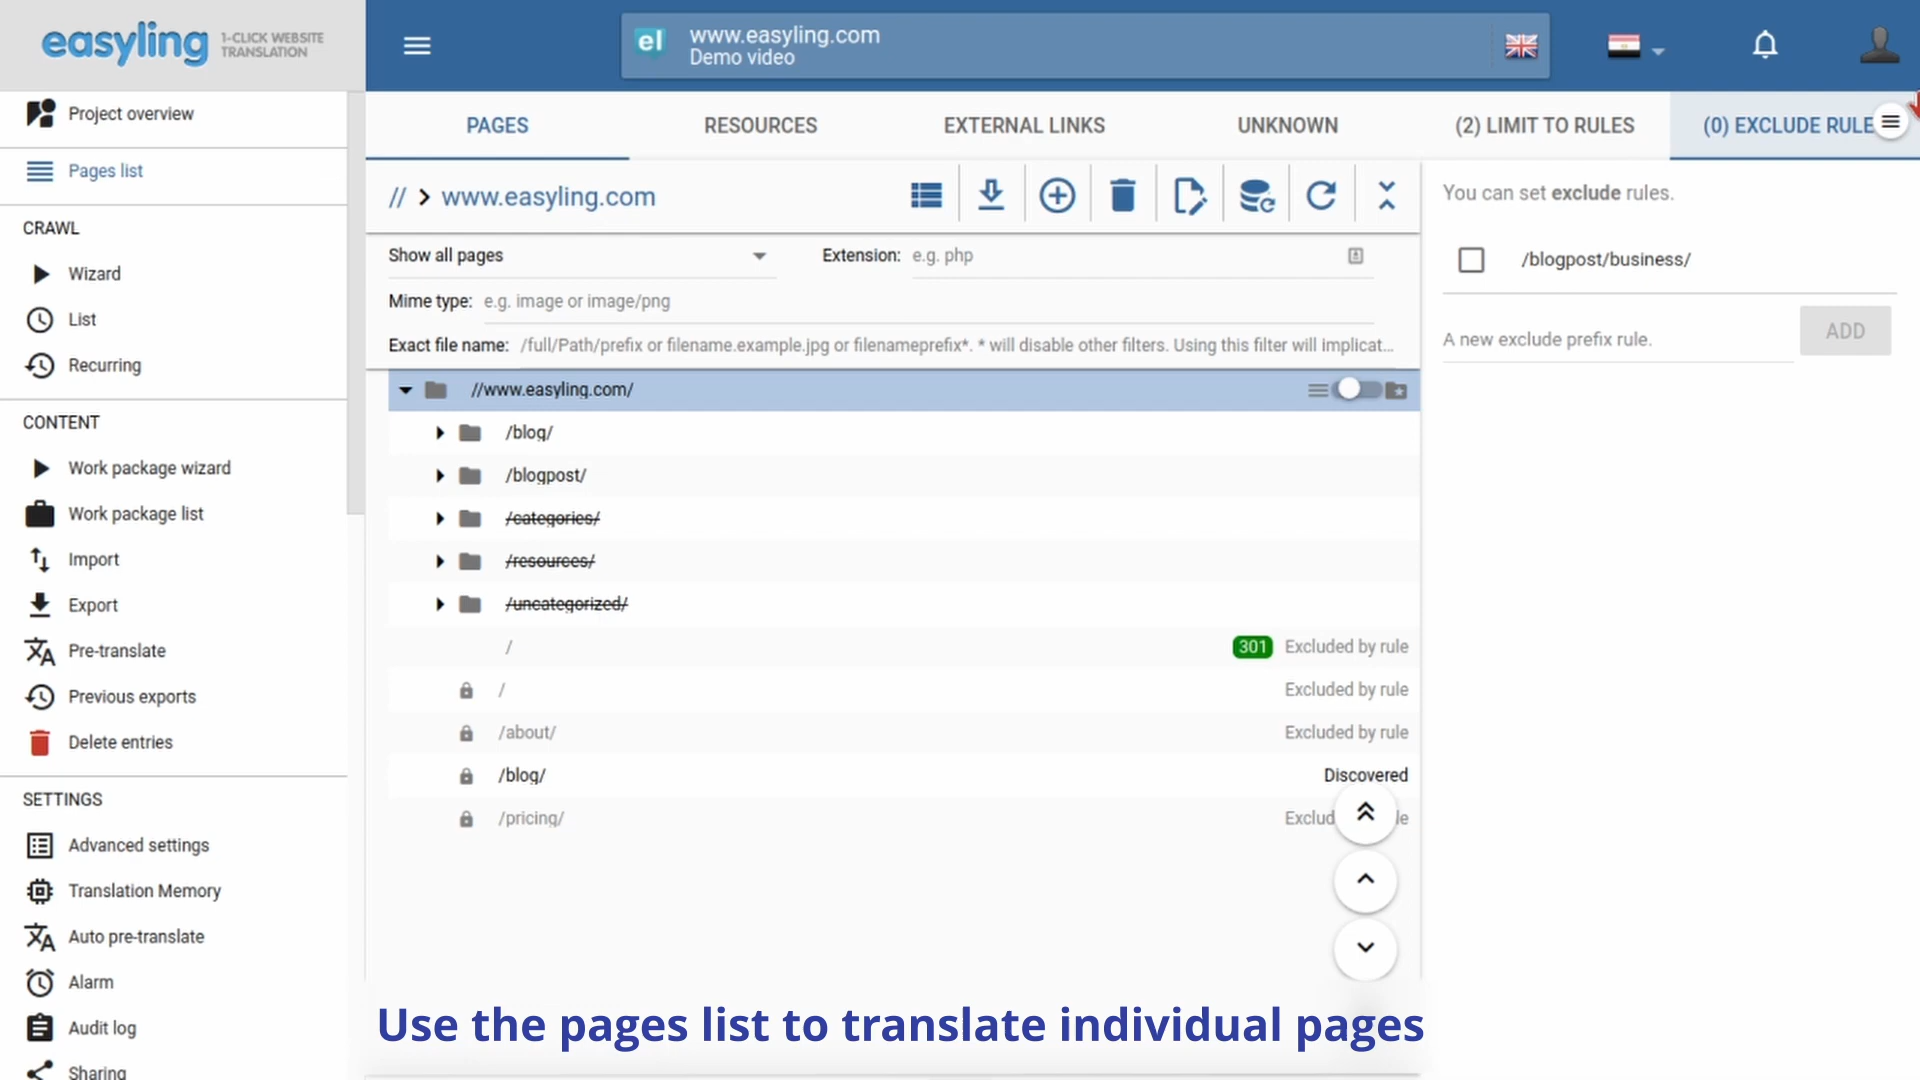 easyling 1-CLICK WEBSITE
TRANSLATION
el www.easyling.com
Demo video
Project overview
Pages list
CRAWL
Wizard
List
Recurring
CONTENT
Work package wizard
Work package list
Import
Export
Pre-translate
Previous exports
Delete entries
SETTINGS
Advanced settings
Translation Memory
Auto pre-translate
Alarm
Audit log
Sharing
PAGES RESOURCES EXTERNAL LINKS UNKNOWN (2) LIMIT TO RULES (0) EXCLUDE RULE
// www.easyling.com
Show all pages Extension: e.g. php
Mime type: e.g. image or image/png
Exact file name: /full/Path/prefix or filename.example.jpg or filenameprefix*. * will disable other filters. Using this filter will implicat...
//www.easyling.com/
/blog/
/blogpost/
/categories/
/resources/
/uncategorized/
/ 301 Excluded by rule
/ Excluded by rule
/about/ Excluded by rule
/blog/ Discovered
/pricing/
You can set exclude rules.
/blogpost/business/
A new exclude prefix rule. ADD
Use the pages list to translate individual pages